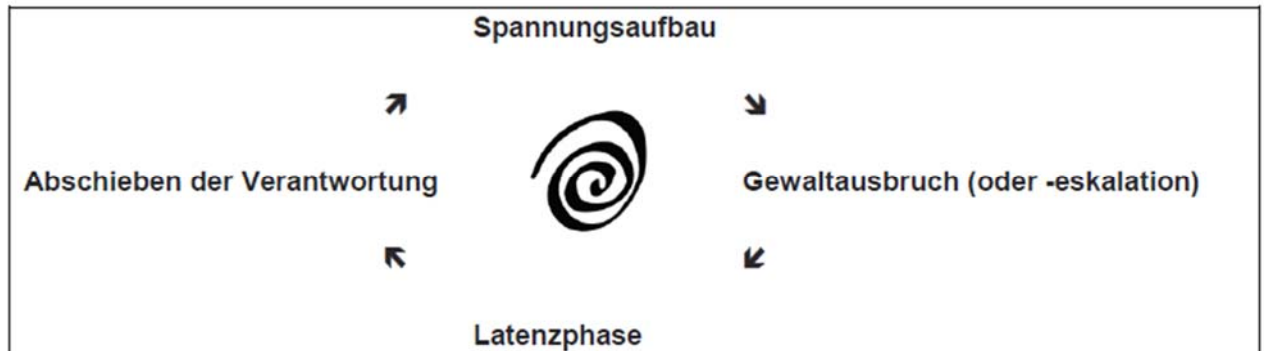 Spannungsaufbau
Abschieben der Verantwortung
Gewaltausbruch (oder -eskalation)
Latenzphase